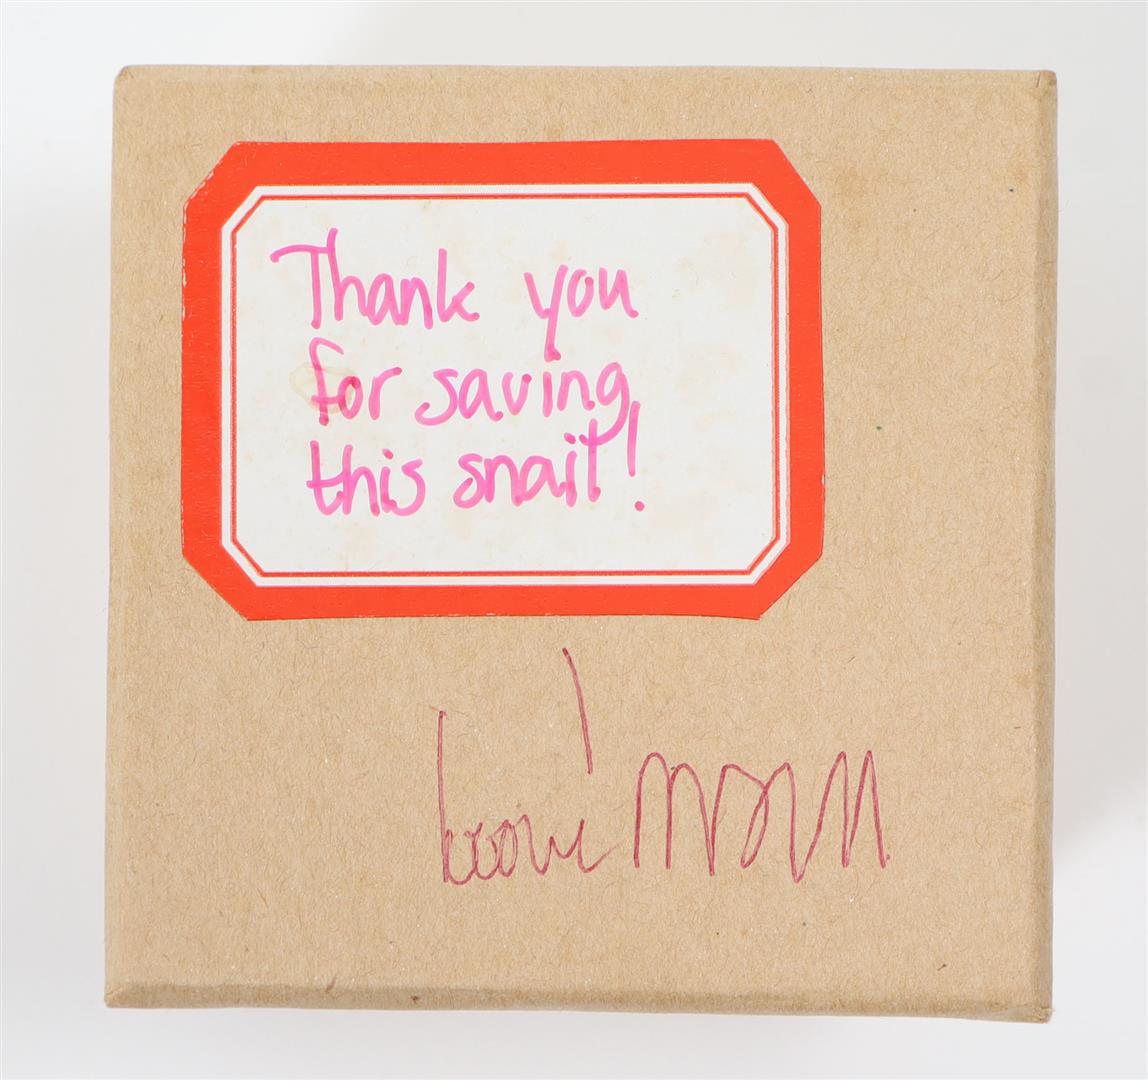 Thank you
for saving
this snail!